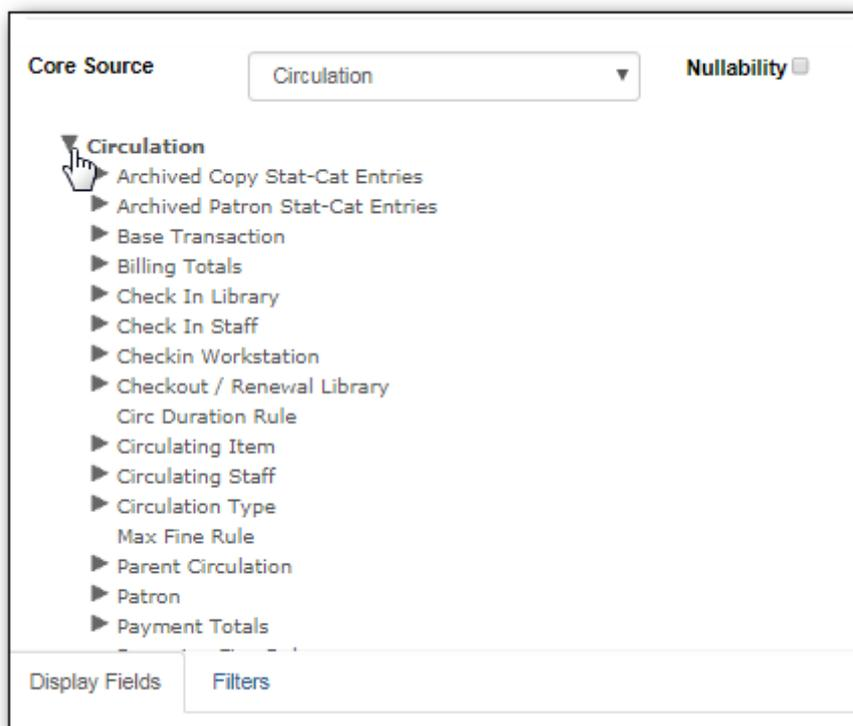 Core Source Circulation Nullability
Circulation
Archived Copy Stat-Cat Entries
Archived Patron Stat-Cat Entries
Base Transaction
Billing Totals
Check In Library
Check In Staff
Checkin Workstation
Checkout / Renewal Library
Circ Duration Rule
Circulating Item
Circulating Staff
Circulation Type
Max Fine Rule
Parent Circulation
Patron
Payment Totals
Display Fields Filters